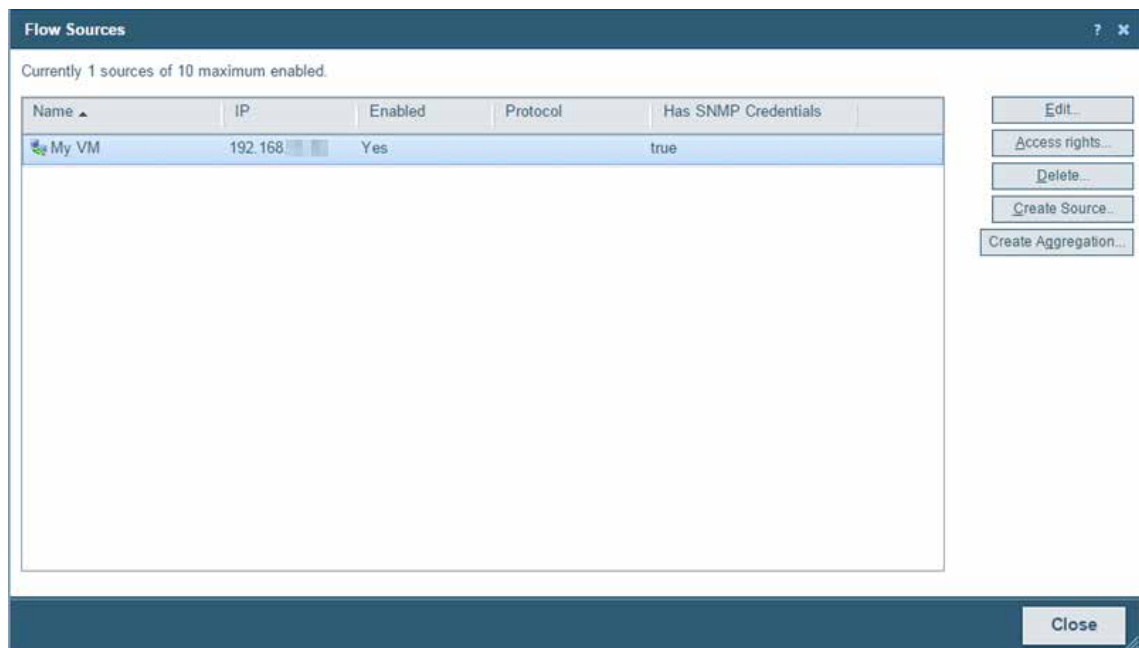 Flow Sources ? ×
Currently 1 sources of 10 maximum enabled.
Name IP Enabled Protocol Has SNMP Credentials
My VM 192.168. Yes true
Edit...
Access rights...
Delete...
Create Source..
Create Aggregation...
Close